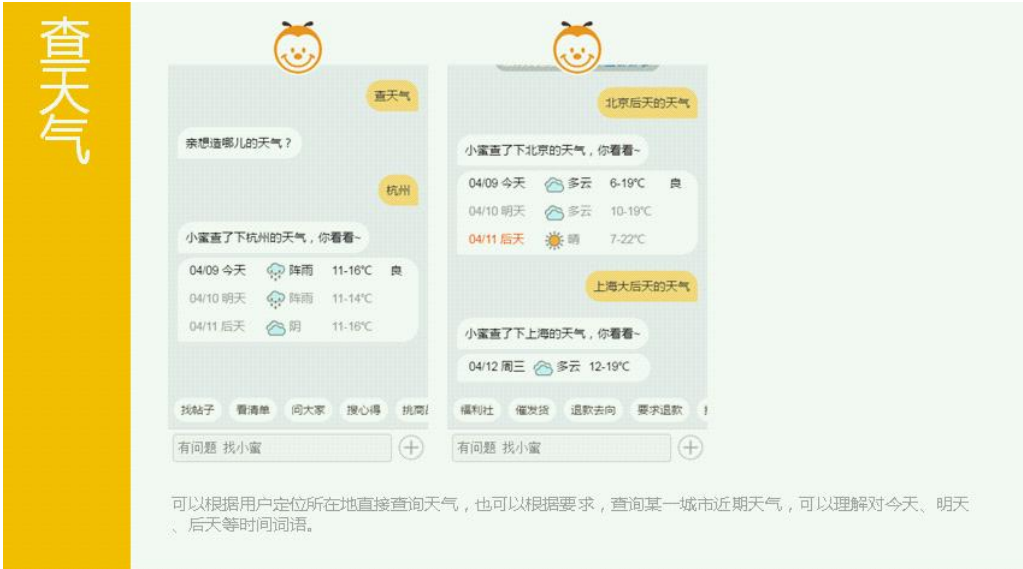 查天气
查天气
亲想造哪儿的天气？
杭州
小蜜查了下杭州的天气，你看看~
04/09 今天 阵雨 11-16℃ 良
04/10 明天 阵雨 11-14℃
04/11 后天 阴 11-16℃
找帖子 看清单 问大家 搜心得 挑商
有问题 找小蜜
北京后天的天气
小蜜查了下北京的天气，你看看~
04/09 今天 多云 6-19℃ 良
04/10 明天 多云 10-19℃
04/11 后天 晴 7-22℃
上海大后天的天气
小蜜查了下上海的天气，你看看~
04/12 周三 多云 12-19℃
福利社 催发货 退款去向 要求退款
有问题 找小蜜
可以根据用户定位所在地直接查询天气，也可以根据要求，查询某一城市近期天气，可以理解对今天、明天
、后天等时间词语。